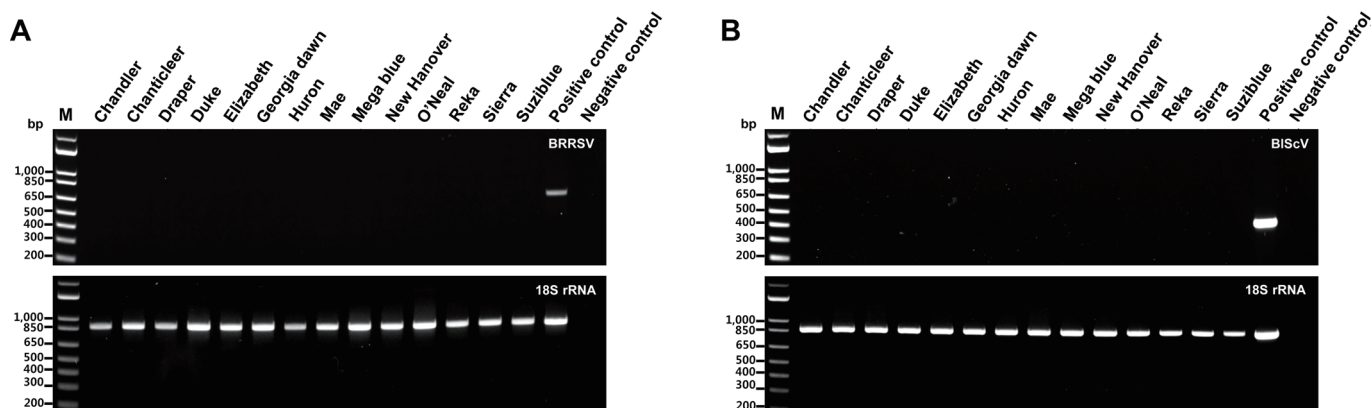 A
M
Chandler
Chanticleer
Draper
Duke
Elizabeth
Georgia dawn
Huron
Mae
Mega blue
New Hanover
O'Neal
Reka
Sierra
Suziblue
Positive control
Negative control
bp
BRRSV
1,000
850
650
500
400
300
200
18S rRNA
1,000
850
650
500
400
300
200
B
M
Chandler
Chanticleer
Draper
Duke
Elizabeth
Georgia dawn
Huron
Mae
Mega blue
New Hanover
O'Neal
Reka
Sierra
Suziblue
Positive control
Negative control
bp
BlScV
1,000
850
650
500
400
300
200
18S rRNA
1,000
850
650
500
400
300
200